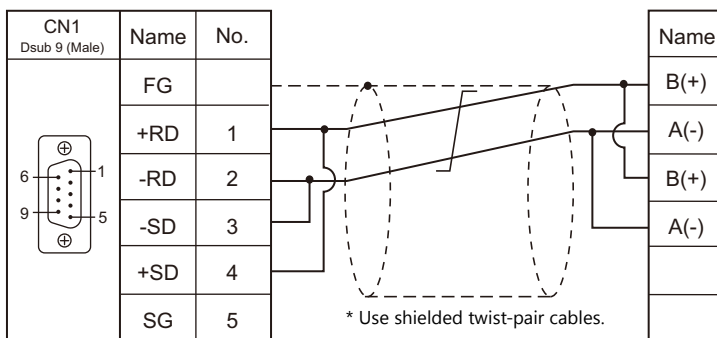 CN1
Dsub 9 (Male)
Name No.
Name
FG
B(+)
+RD 1
A(-)
-RD 2
B(+)
-SD 3
A(-)
+SD 4
SG 5
6
1
9
5
* Use shielded twist-pair cables.